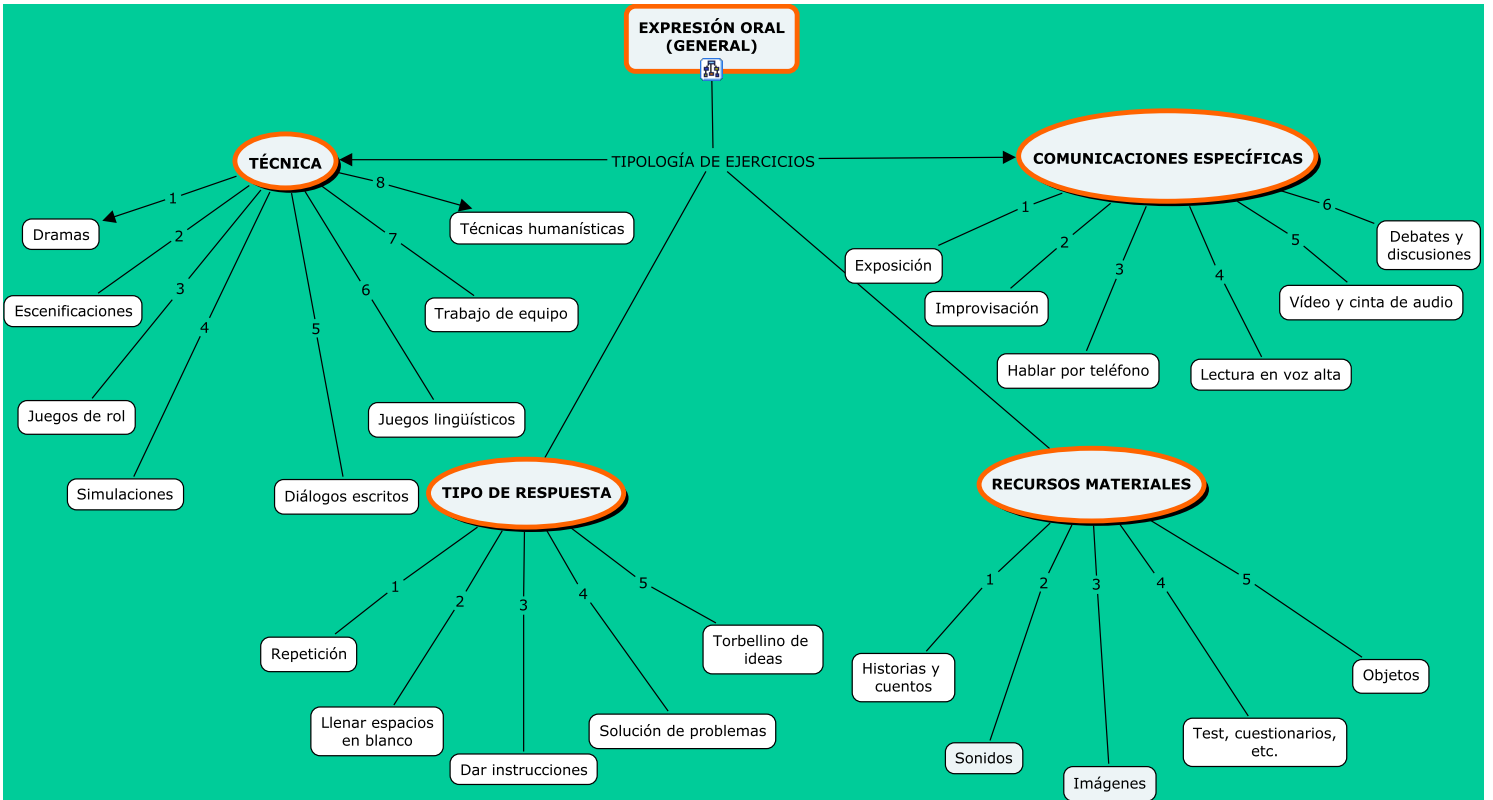 EXPRESIÓN ORAL
(GENERAL)
TIPOLOGÍA DE EJERCICIOS
TÉCNICA
1
Dramas
2
Escenificaciones
3
Juegos de rol
4
Simulaciones
5
Diálogos escritos
6
Juegos lingüísticos
7
Trabajo de equipo
8
Técnicas humanísticas
COMUNICACIONES ESPECÍFICAS
1
Exposición
2
Improvisación
3
Hablar por teléfono
4
Lectura en voz alta
5
Vídeo y cinta de audio
6
Debates y
discusiones
TIPO DE RESPUESTA
1
Repetición
2
Llenar espacios
en blanco
3
Dar instrucciones
4
Solución de problemas
5
Torbellino de
ideas
RECURSOS MATERIALES
1
Historias y
cuentos
2
Sonidos
3
Imágenes
4
Test, cuestionarios,
etc.
5
Objetos